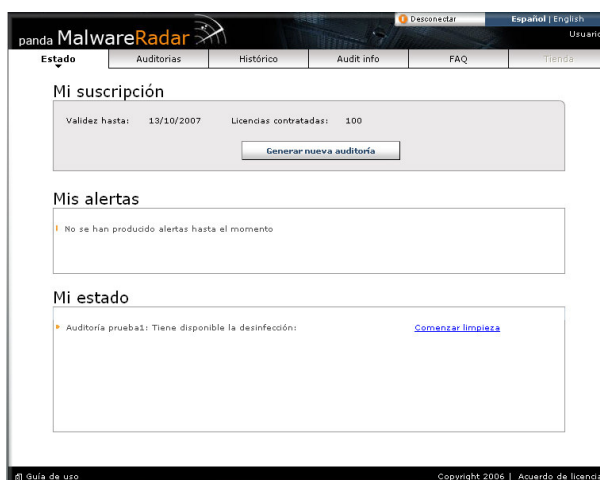 Desconectar Español | English
panda MalwareRadar
Usuario
Estado Auditorias Histórico Audit info FAQ Tienda
Mi suscripción
Validez hasta: 13/10/2007 Licencias contratadas: 100
Generar nueva auditoría
Mis alertas
No se han producido alertas hasta el momento
Mi estado
Auditoría prueba1: Tiene disponible la desinfección: Comenzar limpieza
Guía de uso Copyright 2006 | Acuerdo de licencia